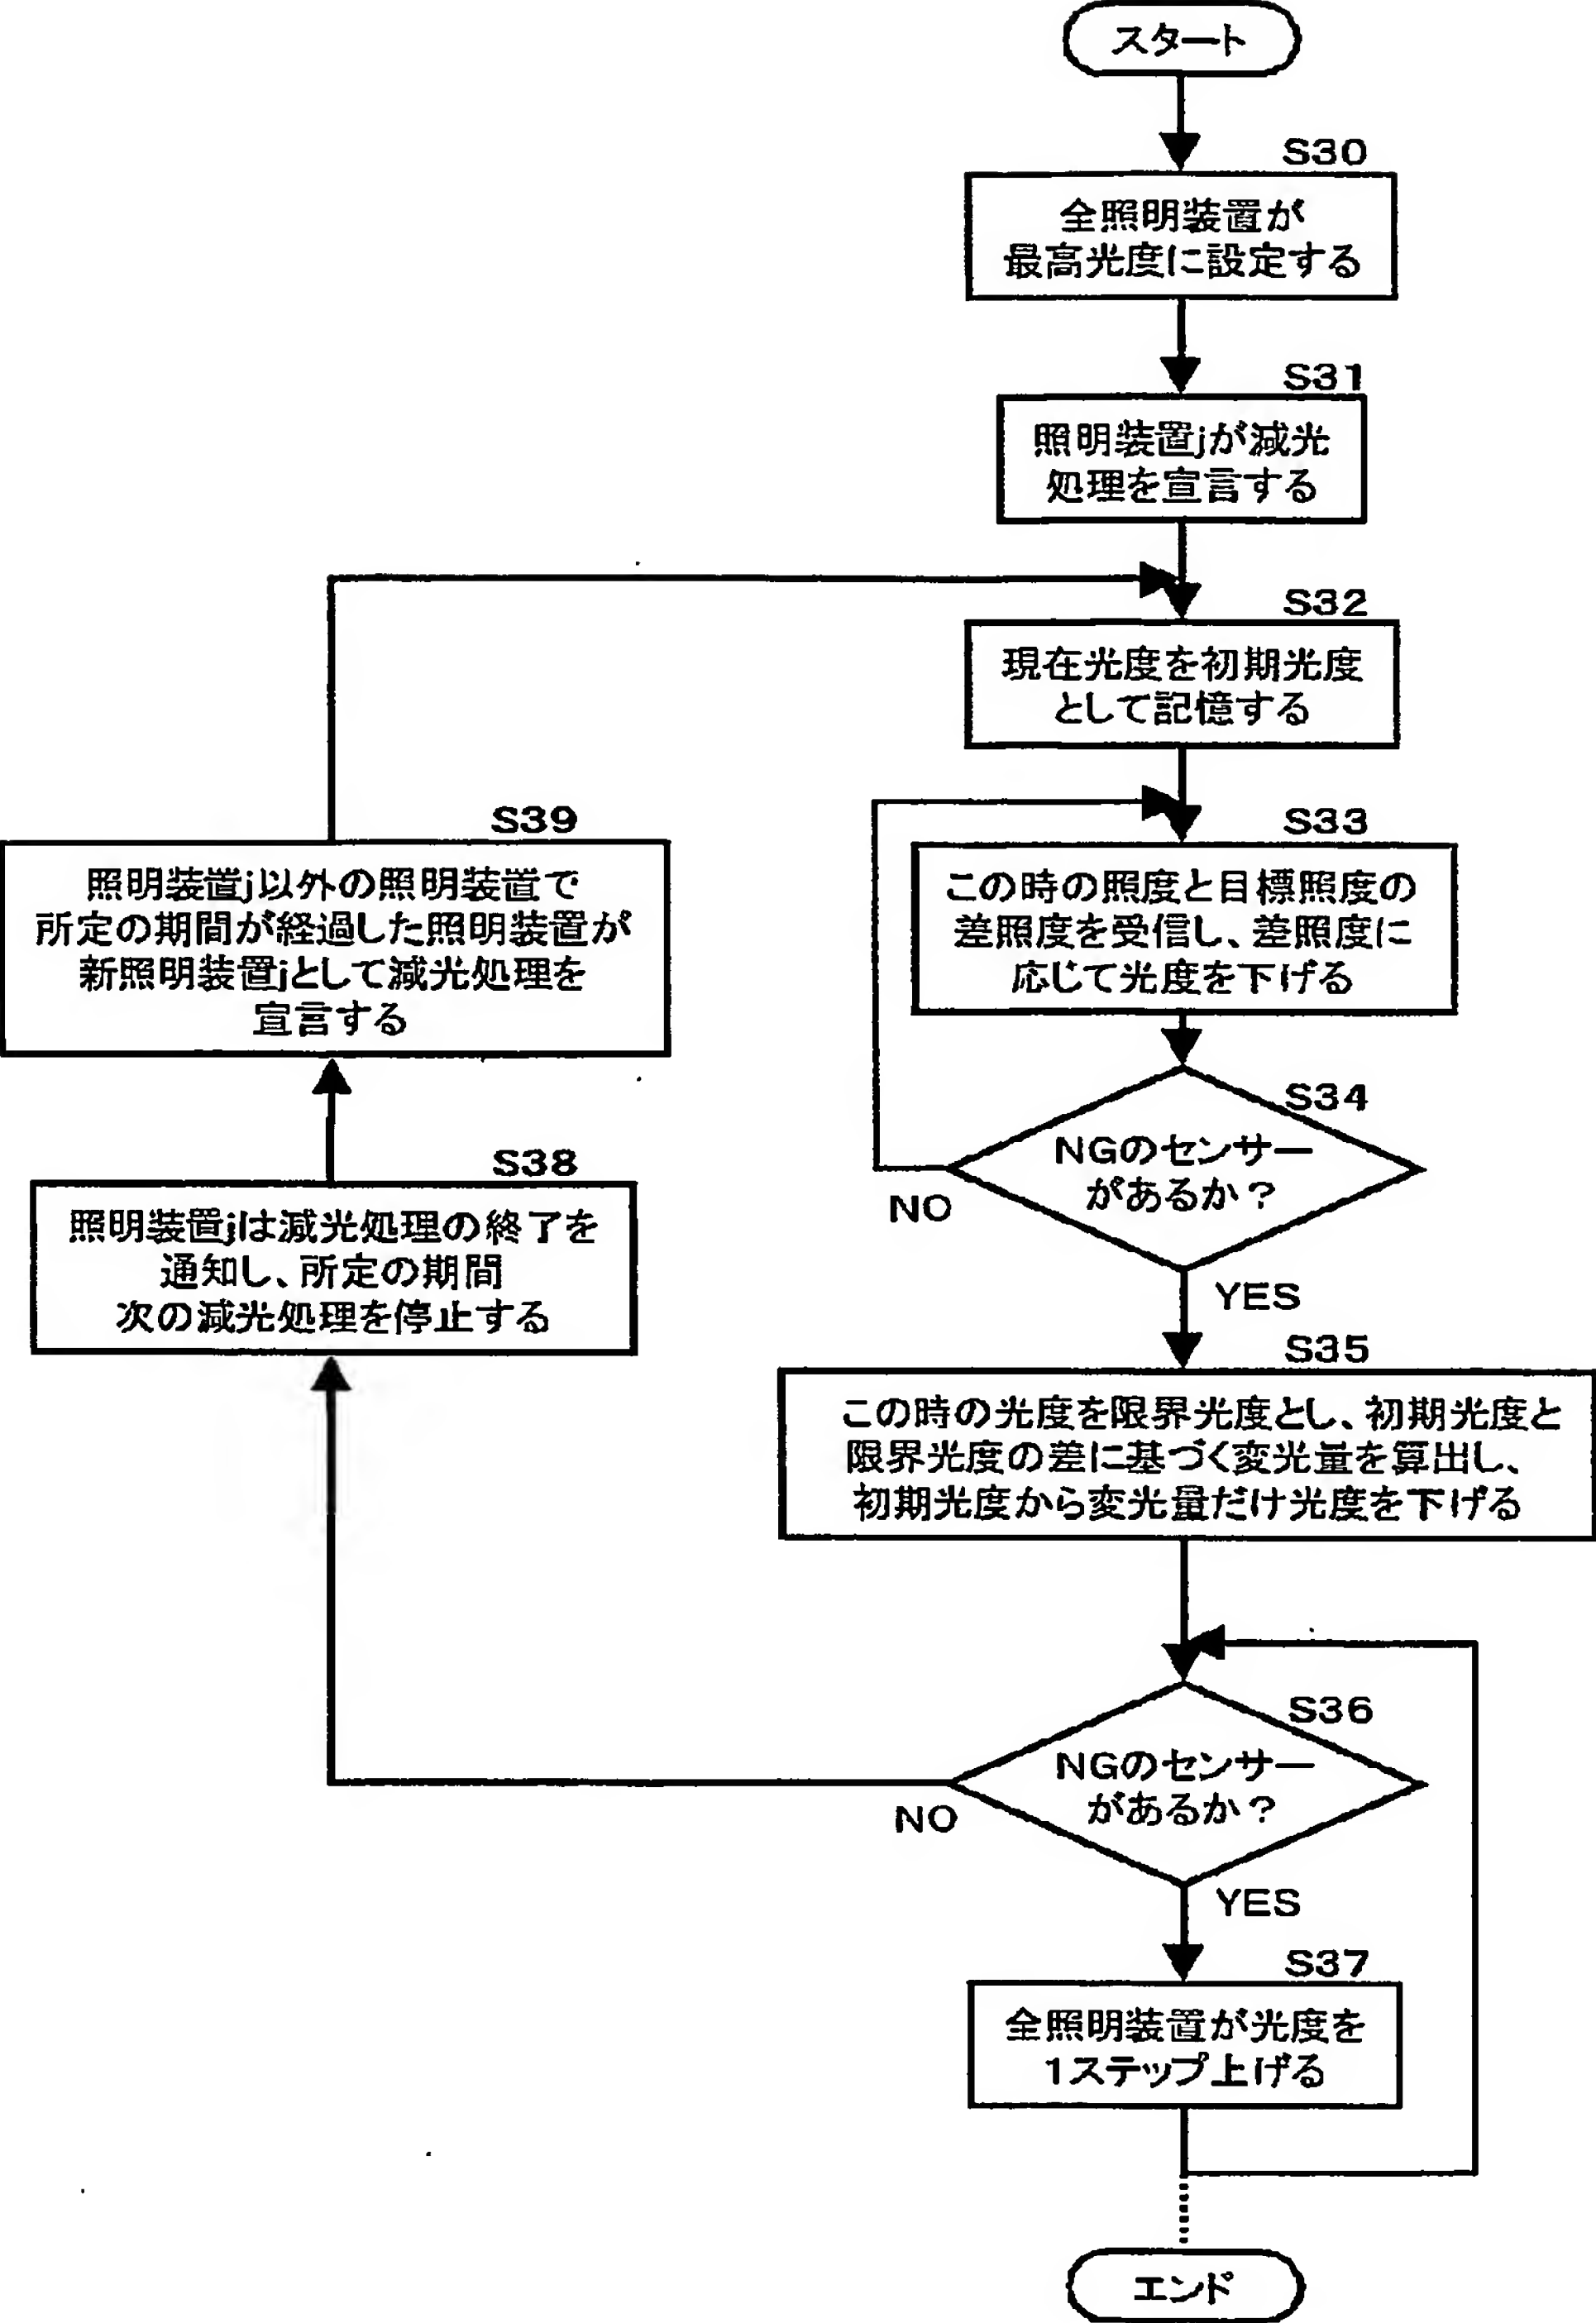 スタート
S30
全照明装置が
最高光度に設定する
S31
照明装置jが減光
処理を宣言する
S32
現在光度を初期光度
として記憶する
S33
この時の照度と目標照度の
差照度を受信し、差照度に
応じて光度を下げる
S34
NGのセンサー
があるか？
NO
YES
S35
この時の光度を限界光度とし、初期光度と
限界光度の差に基づく変光量を算出し、
初期光度から変光量だけ光度を下げる
S36
NGのセンサー
があるか？
NO
YES
S37
全照明装置が光度を
1ステップ上げる
S38
照明装置jは減光処理の終了を
通知し、所定の期間
次の減光処理を停止する
S39
照明装置j以外の照明装置で
所定の期間が経過した照明装置が
新照明装置jとして減光処理を
宣言する
エンド